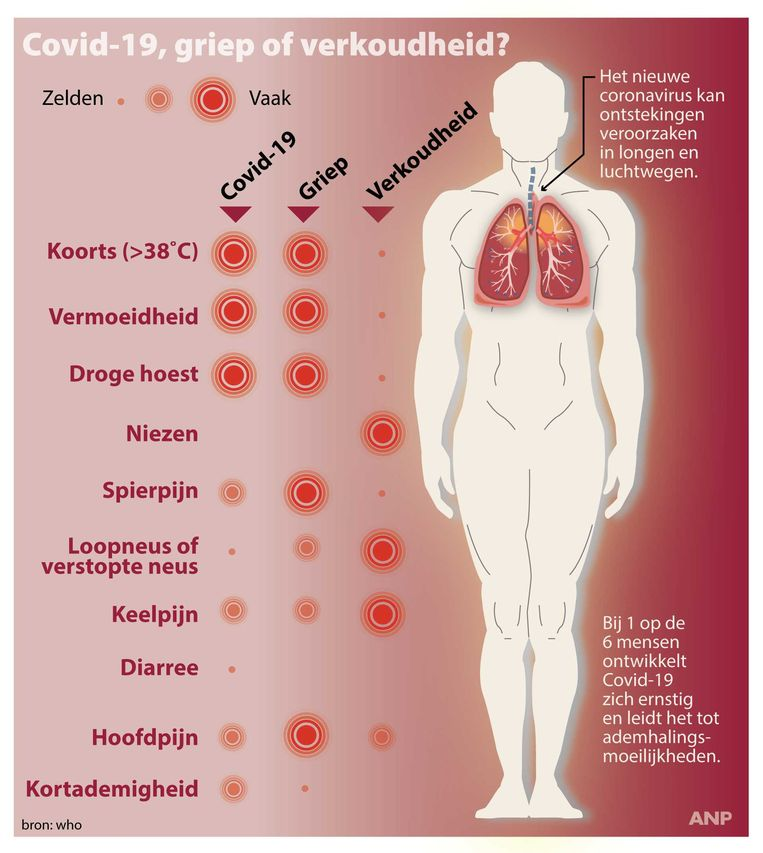 Covid-19, griep of verkoudheid?
Zelden
Vaak
Covid-19
Griep
Verkoudheid
Koorts (>38˚C)
Vermoeidheid
Droge hoest
Niezen
Spierpijn
Loopneus of
verstopte neus
Keelpijn
Diarree
Hoofdpijn
Kortademigheid
bron: who
Het nieuwe
coronavirus kan
ontstekingen
veroorzaken
in longen en
luchtwegen.
Bij 1 op de
6 mensen
ontwikkelt
Covid-19
zich ernstig
en leidt het tot
ademhalings-
moeilijkheden.
ANP